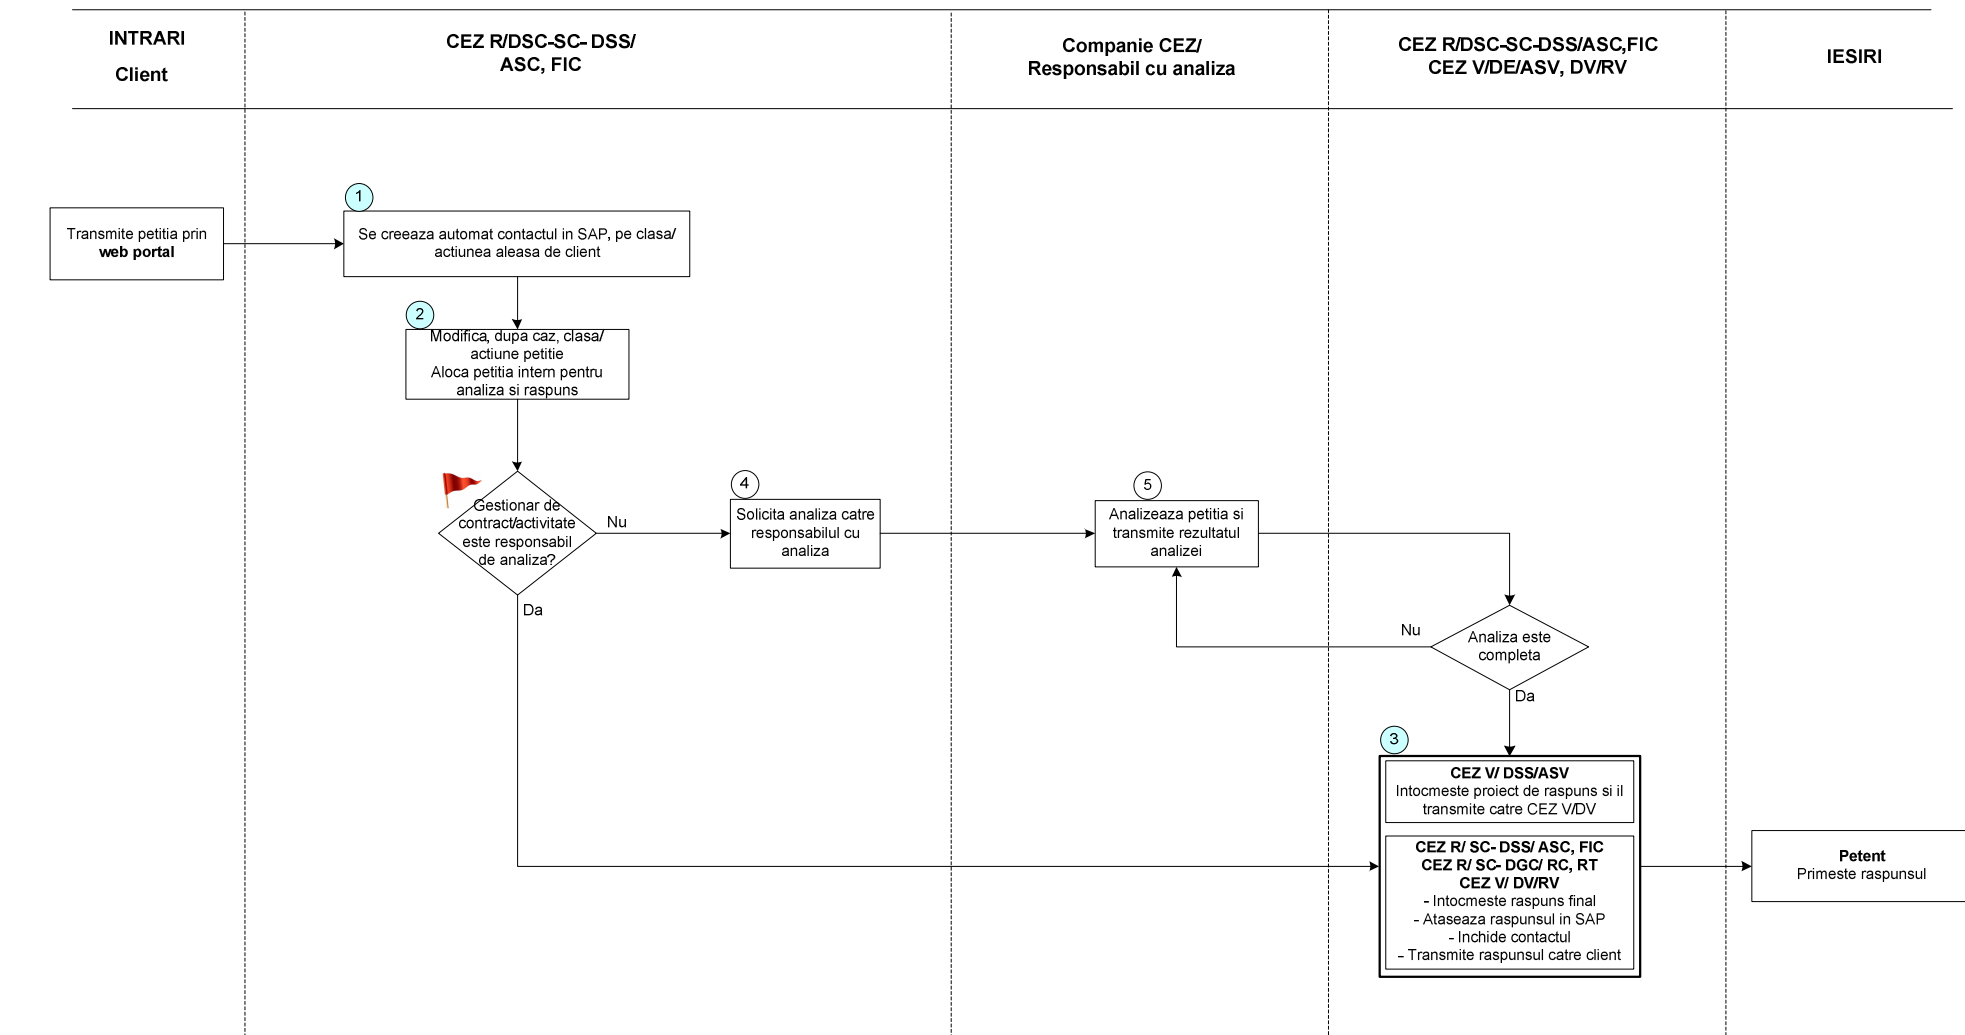 INTRARI
Client
CEZ R/DSC-SC- DSS/
ASC, FIC
Companie CEZ/
Responsabil cu analiza
CEZ R/DSC-SC-DSS/ASC,FIC
CEZ V/DE/ASV, DV/RV
IESIRI
Transmite petitia prin
web portal
1
Se creeaza automat contactul in SAP, pe clasa/
actiunea aleasa de client
2
Modifica, dupa caz, clasa/
actiune petitie
Aloca petitia intern pentru
analiza si raspuns
Gestionar de
contract/activitate
este responsabil
de analiza?
Nu
Da
4
Solicita analiza catre
responsabilul cu
analiza
5
Analizeaza petitia si
transmite rezultatul
analizei
Analiza este
completa
Nu
Da
3
CEZ V/ DSS/ASV
Intocmeste proiect de raspuns si il
transmite catre CEZ V/DV
CEZ R/ SC- DSS/ ASC, FIC
CEZ R/ SC- DGC/ RC, RT
CEZ V/ DV/RV
- Intocmeste raspuns final
- Ataseaza raspunsul in SAP
- Inchide contactul
- Transmite raspunsul catre client
Petent
Primeste raspunsul